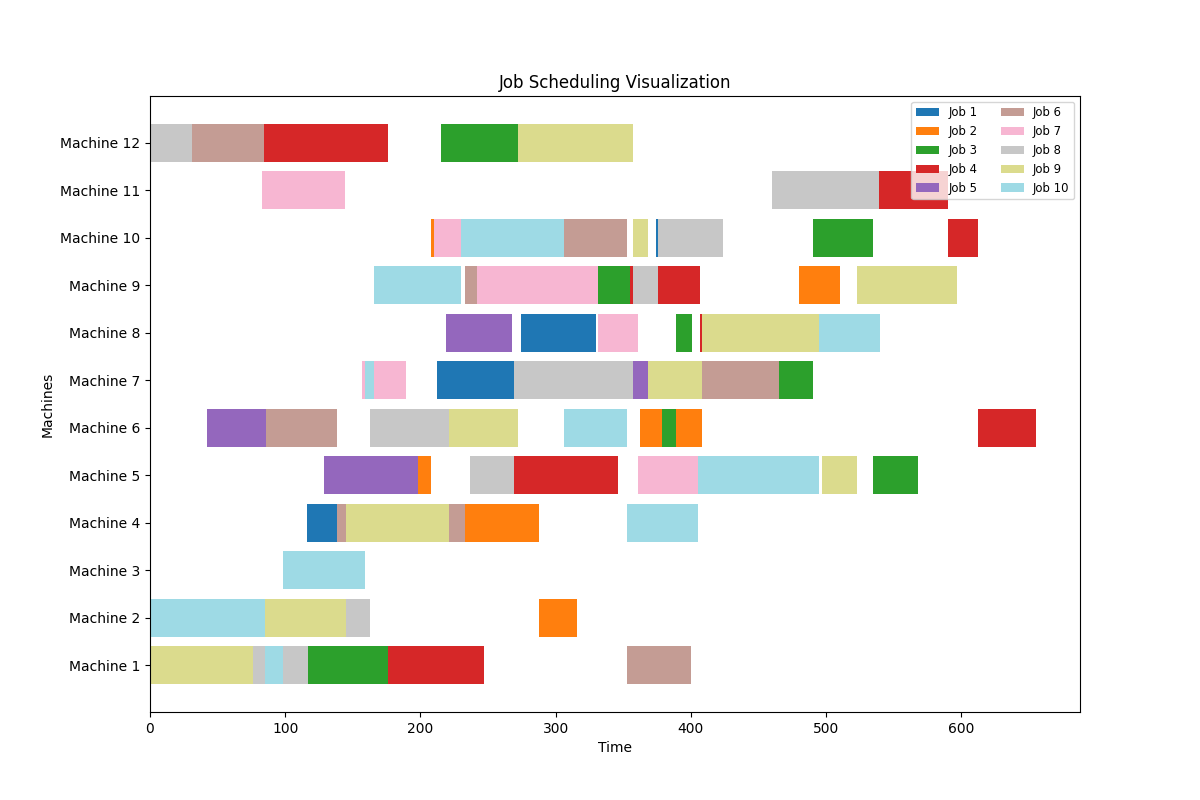 Job Scheduling Visualization
Machine 12
Machine 11
Machine 10
Machine 9
Machine 8
Machine 7
Machine 6
Machine 5
Machine 4
Machine 3
Machine 2
Machine 1
Machines
0 100 200 300 400 500 600
Time
Job 1 Job 6
Job 2 Job 7
Job 3 Job 8
Job 4 Job 9
Job 5 Job 10